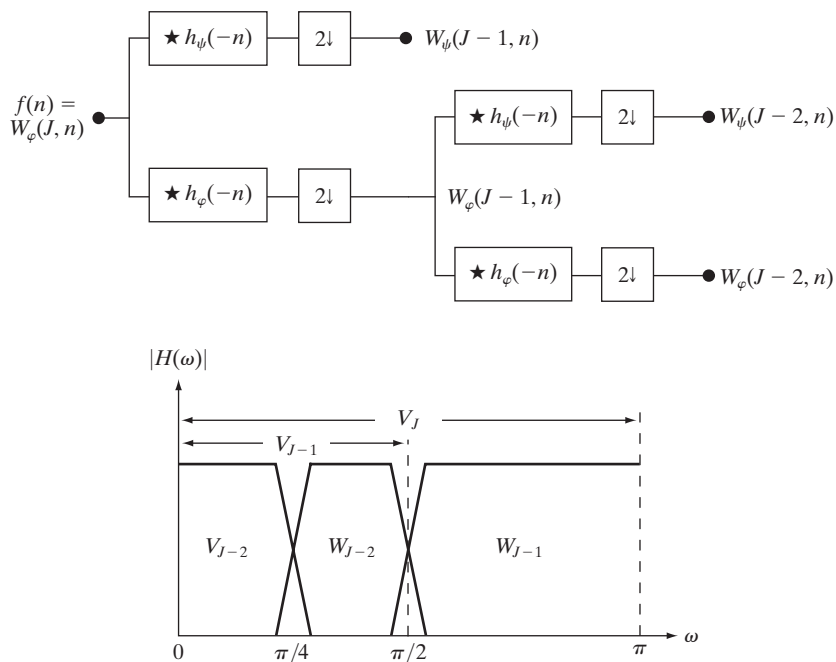 ★ h_ψ(−n)
2↓
W_ψ(J − 1, n)
f(n) =
W_φ(J, n)
★ h_ψ(−n)
2↓
W_ψ(J − 2, n)
★ h_φ(−n)
2↓
W_φ(J − 1, n)
★ h_φ(−n)
2↓
W_φ(J − 2, n)
|H(ω)|
V_J
V_{J−1}
V_{J−2}
W_{J−2}
W_{J−1}
0
π/4
π/2
π
ω